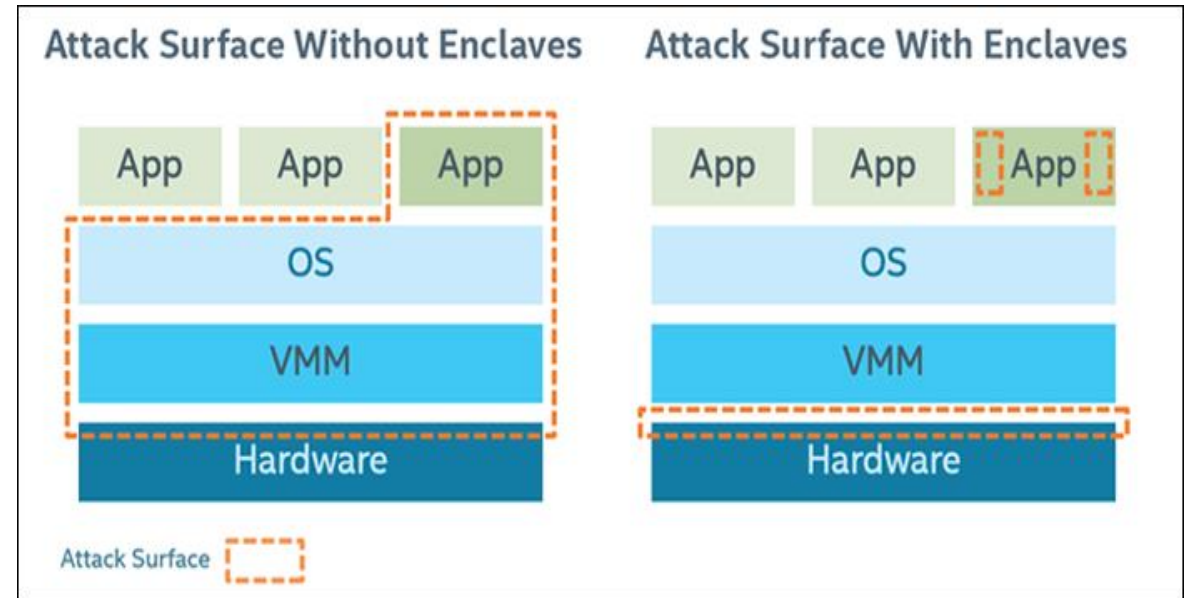 Attack Surface Without Enclaves
App
App
App
OS
VMM
Hardware
Attack Surface With Enclaves
App
App
App
OS
VMM
Hardware
Attack Surface